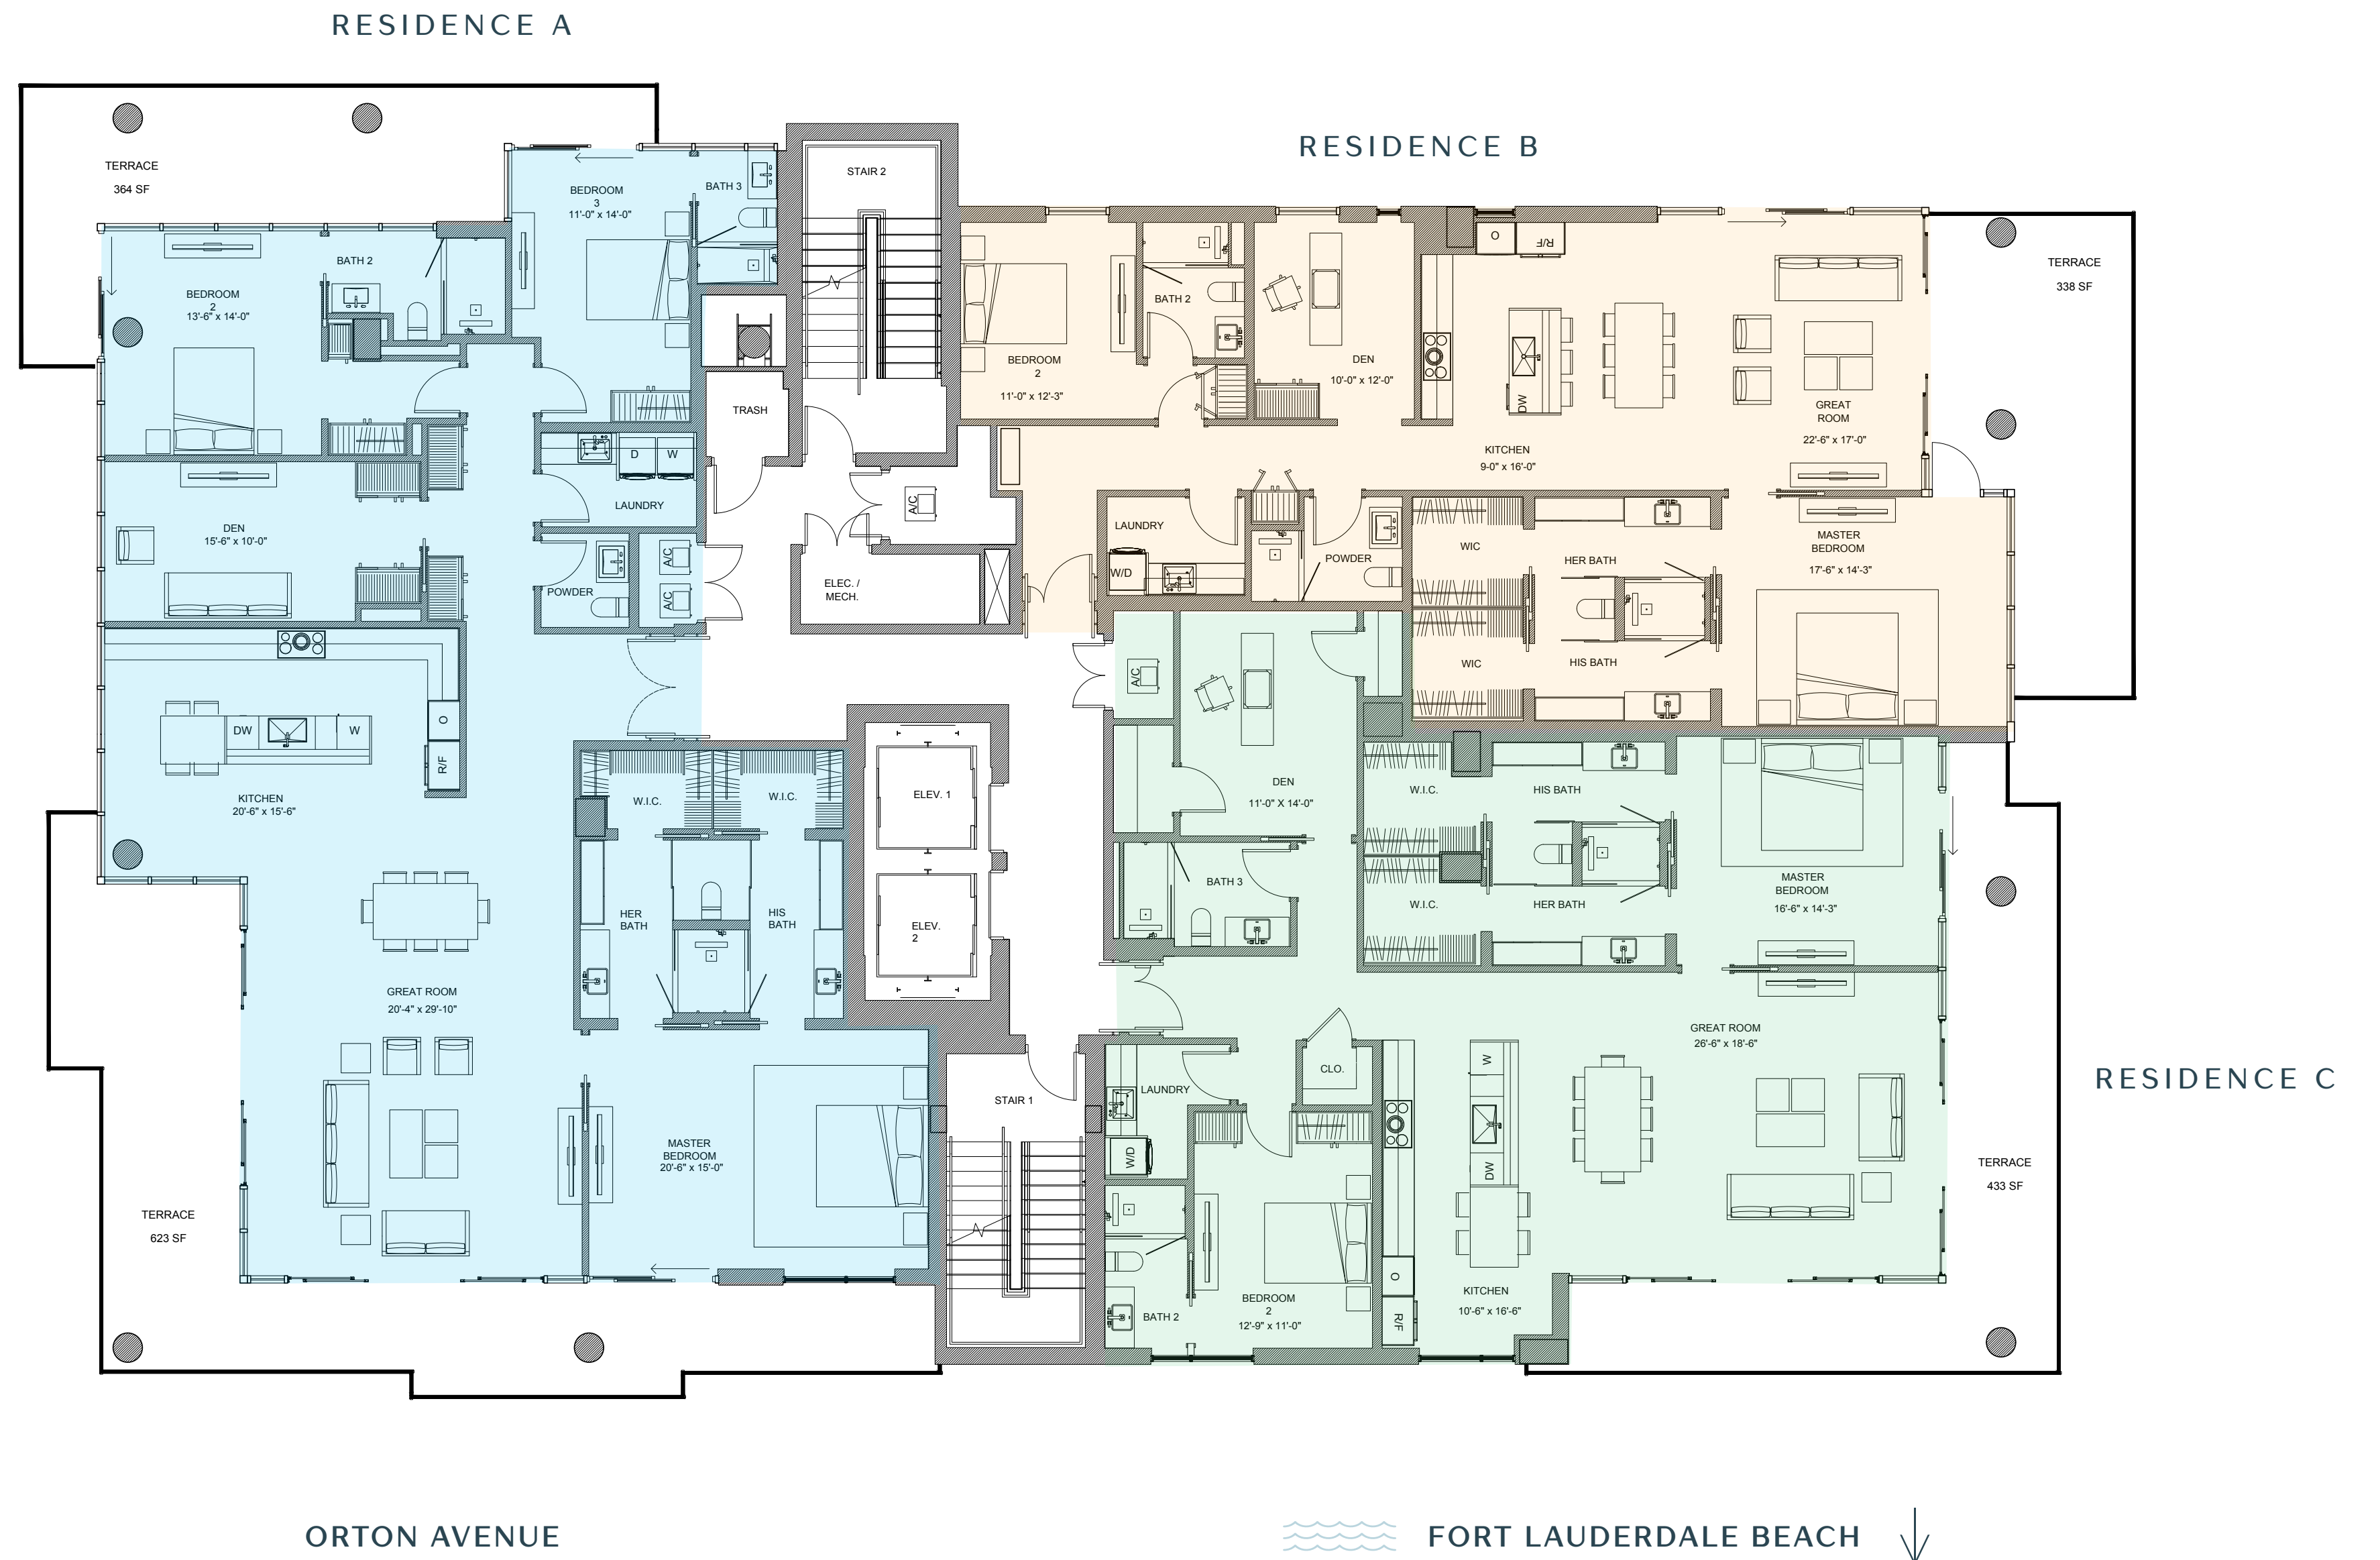 RESIDENCE A
TERRACE
364 SF
BEDROOM
3
11'-0" x 14'-0"
BATH 3
BATH 2
BEDROOM
2
13'-6" x 14'-0"
D
W
LAUNDRY
DEN
15'-6" x 10'-0"
POWDER
A/C
A/C
O
R/F
DW
W
KITCHEN
20'-6" x 15'-6"
W.I.C.
W.I.C.
HER
BATH
HIS
BATH
GREAT ROOM
20'-4" x 29'-10"
MASTER
BEDROOM
20'-6" x 15'-0"
TERRACE
623 SF
STAIR 2
TRASH
A/C
ELEC. /
MECH.
ELEV. 1
ELEV.
2
STAIR 1
RESIDENCE B
BEDROOM
2
11'-0" x 12'-3"
BATH 2
DEN
10'-0" x 12'-0"
O
R/F
DW
KITCHEN
9-0" x 16'-0"
GREAT
ROOM
22'-6" x 17'-0"
TERRACE
338 SF
LAUNDRY
W/D
POWDER
WIC
WIC
HER BATH
HIS BATH
MASTER
BEDROOM
17'-6" x 14'-3"
A/C
DEN
11'-0" X 14'-0"
BATH 3
W.I.C.
W.I.C.
HIS BATH
HER BATH
MASTER
BEDROOM
16'-6" x 14'-3"
GREAT ROOM
26'-6" x 18'-6"
RESIDENCE C
CLO.
LAUNDRY
W/D
W
DW
BATH 2
BEDROOM
2
12'-9" x 11'-0"
O
R/F
KITCHEN
10'-6" x 16'-6"
TERRACE
433 SF
ORTON AVENUE
FORT LAUDERDALE BEACH